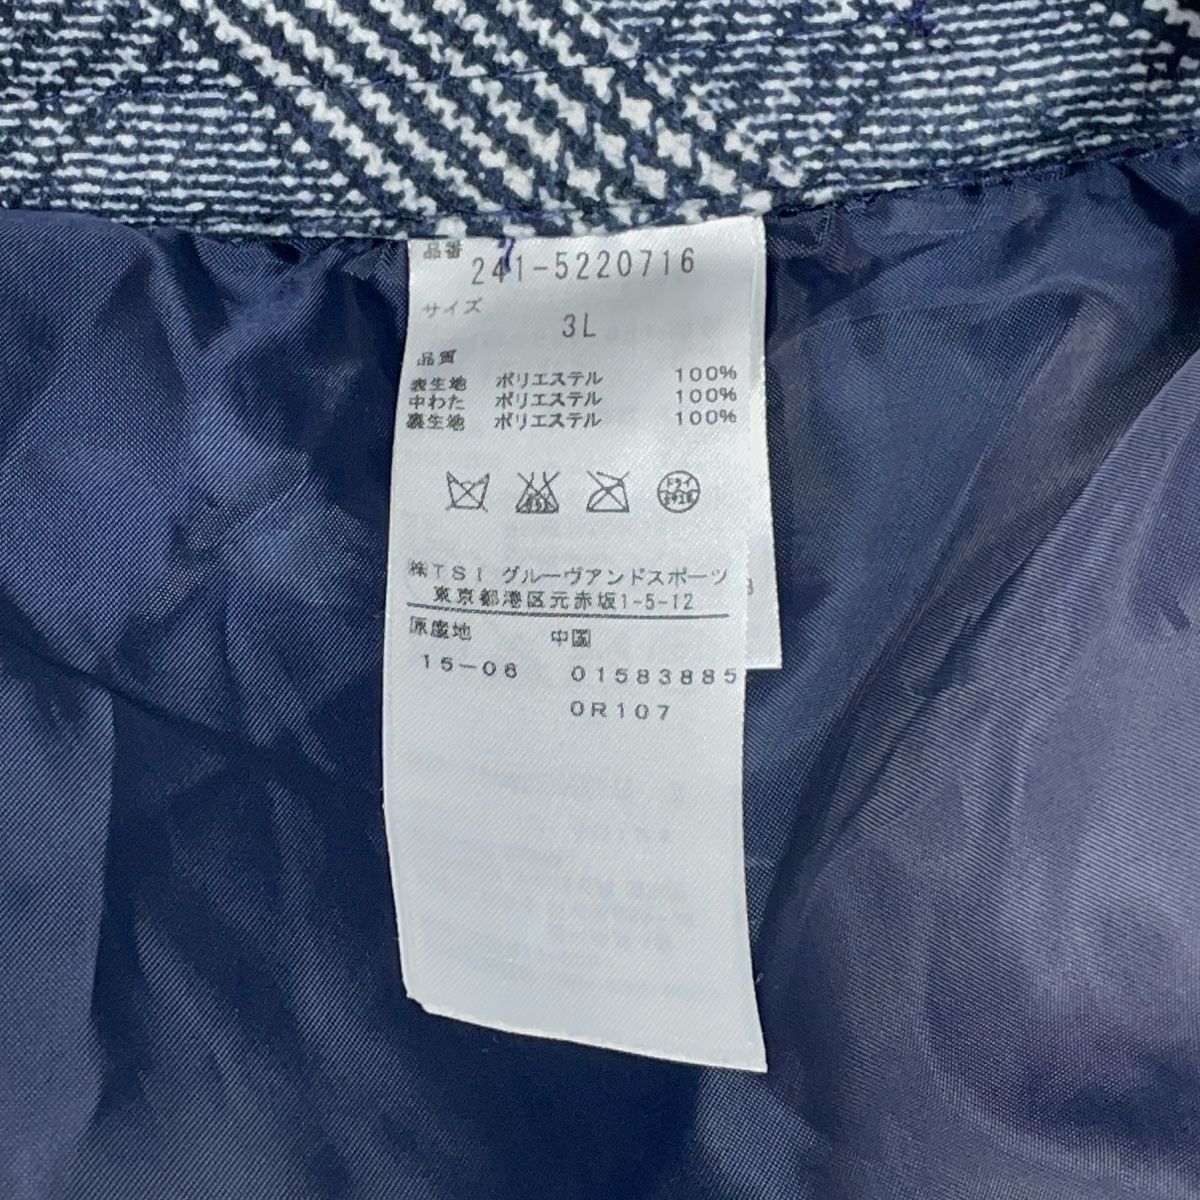 品番
241-5220716
サイズ
3L
品質
表生地 ポリエステル 100%
中わた ポリエステル 100%
裏生地 ポリエステル 100%
ドライ
㈱TSI グルーヴアンドスポーツ
東京都港区元赤坂1-5-12
原産地 中国
15-06 01583885
0R107